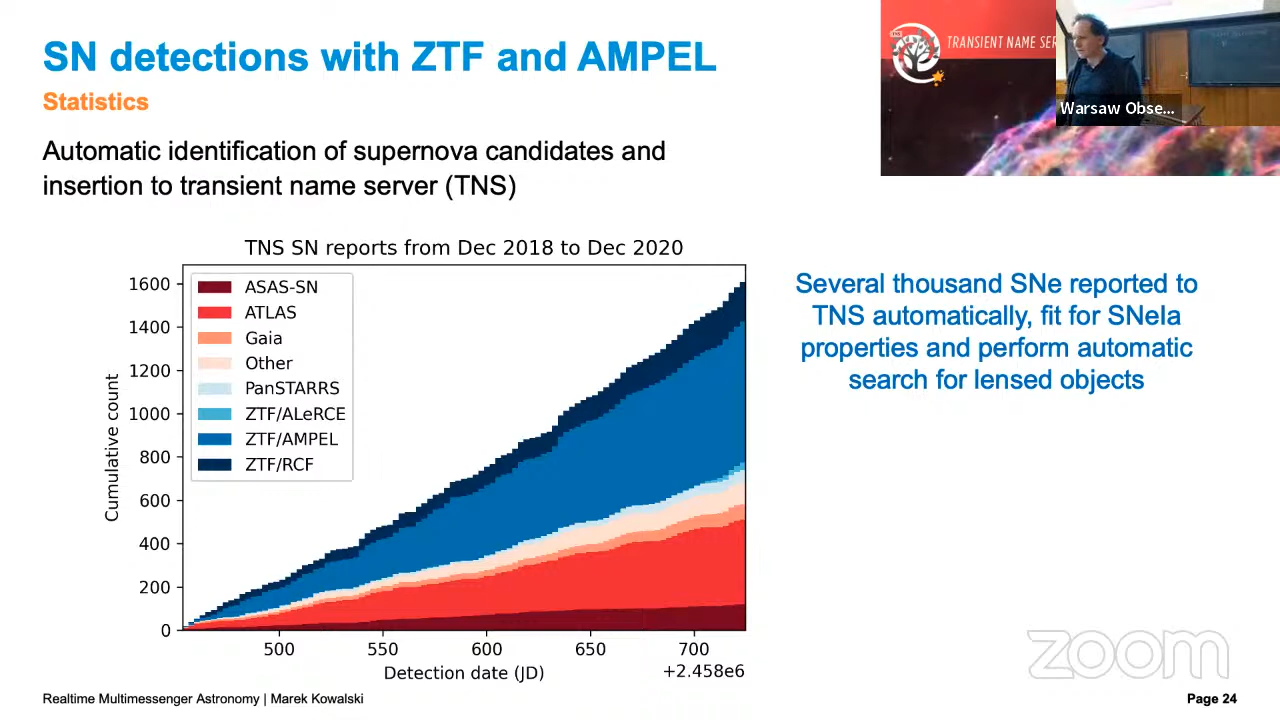 SN detections with ZTF and AMPEL
Statistics
Automatic identification of supernova candidates and
insertion to transient name server (TNS)
TRANSIENT NAME SER
Warsaw Obse...
TNS SN reports from Dec 2018 to Dec 2020
Cumulative count
1600
1400
1200
1000
800
600
400
200
0
ASAS-SN
ATLAS
Gaia
Other
PanSTARRS
ZTF/ALeRCE
ZTF/AMPEL
ZTF/RCF
500 550 600 650 700
+2.458e6
Detection date (JD)
Several thousand SNe reported to
TNS automatically, fit for SNeIa
properties and perform automatic
search for lensed objects
zoom
Realtime Multimessenger Astronomy | Marek Kowalski
Page 24